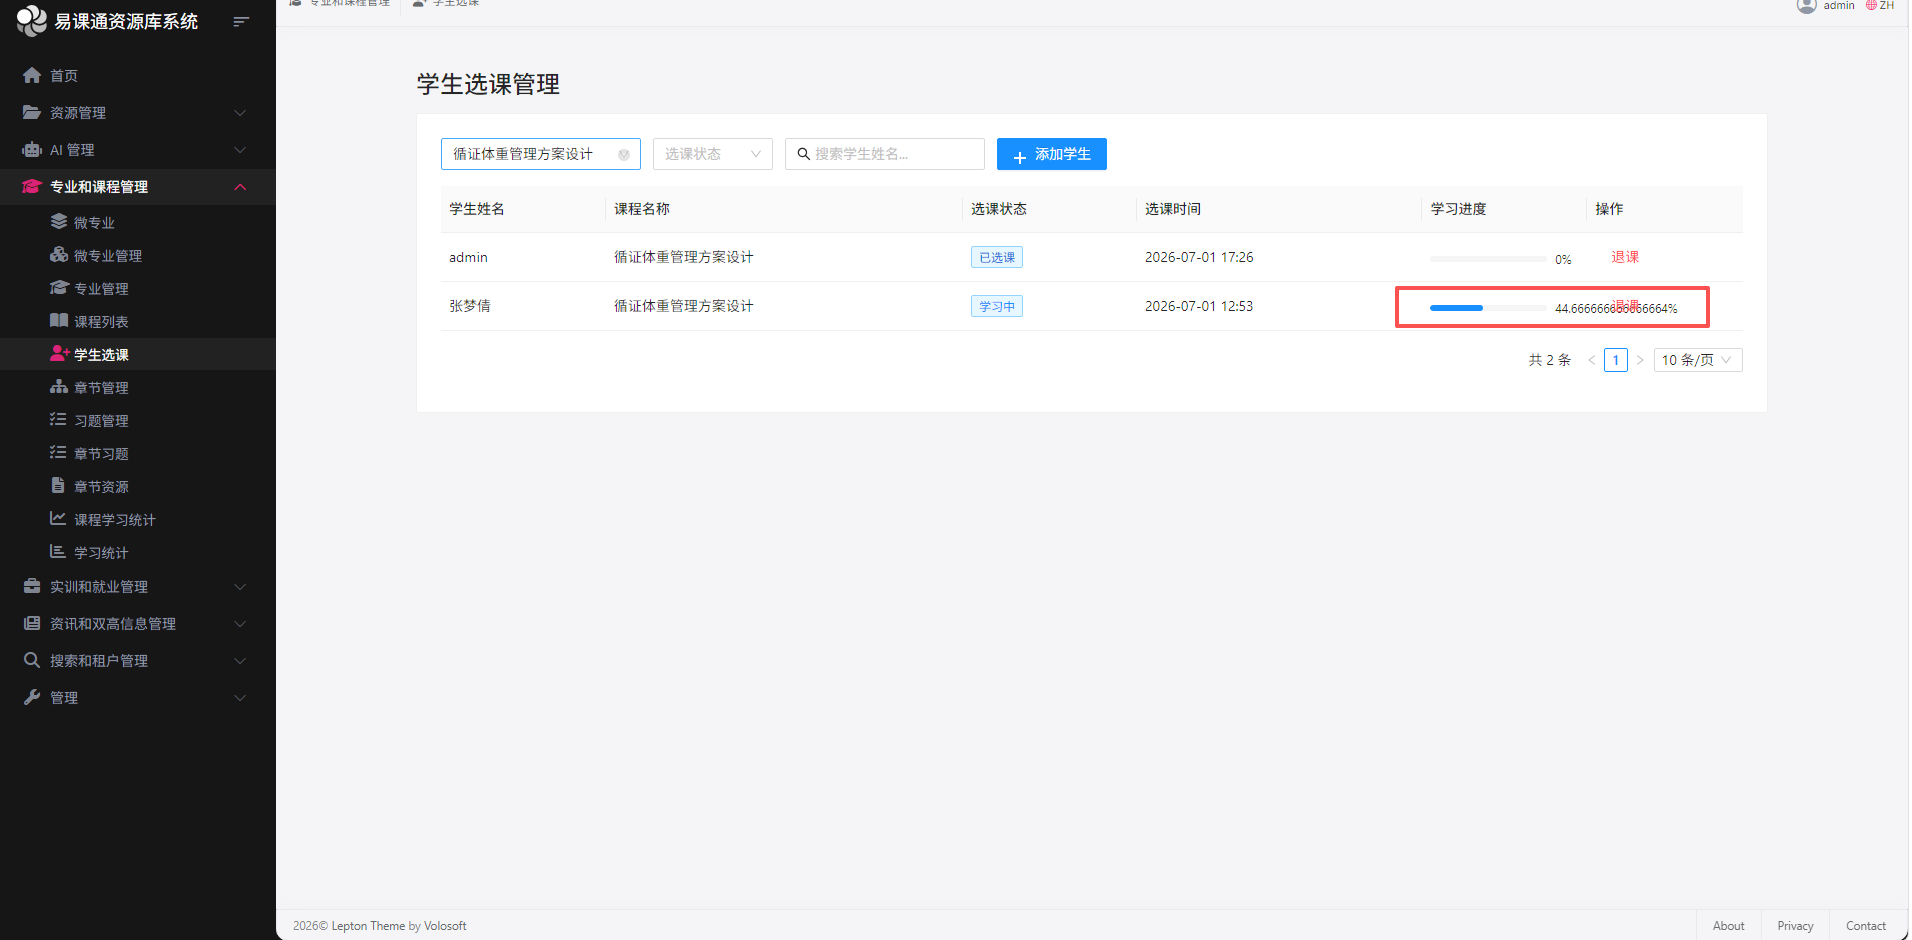 易课通资源库系统
专业和课程管理
学生选课
admin
ZH
首页
资源管理
AI 管理
专业和课程管理
微专业
微专业管理
专业管理
课程列表
学生选课
章节管理
习题管理
章节习题
章节资源
课程学习统计
学习统计
实训和就业管理
资讯和双高信息管理
搜索和租户管理
管理
学生选课管理
循证体重管理方案设计
选课状态
搜索学生姓名...
添加学生
学生姓名 课程名称 选课状态 选课时间 学习进度 操作
admin 循证体重管理方案设计 已选课 2026-07-01 17:26 0% 退课
张梦倩 循证体重管理方案设计 学习中 2026-07-01 12:53 44.666666666666664% 退课
共 2 条 1 10 条/页
2026© Lepton Theme by Volosoft
About
Privacy
Contact